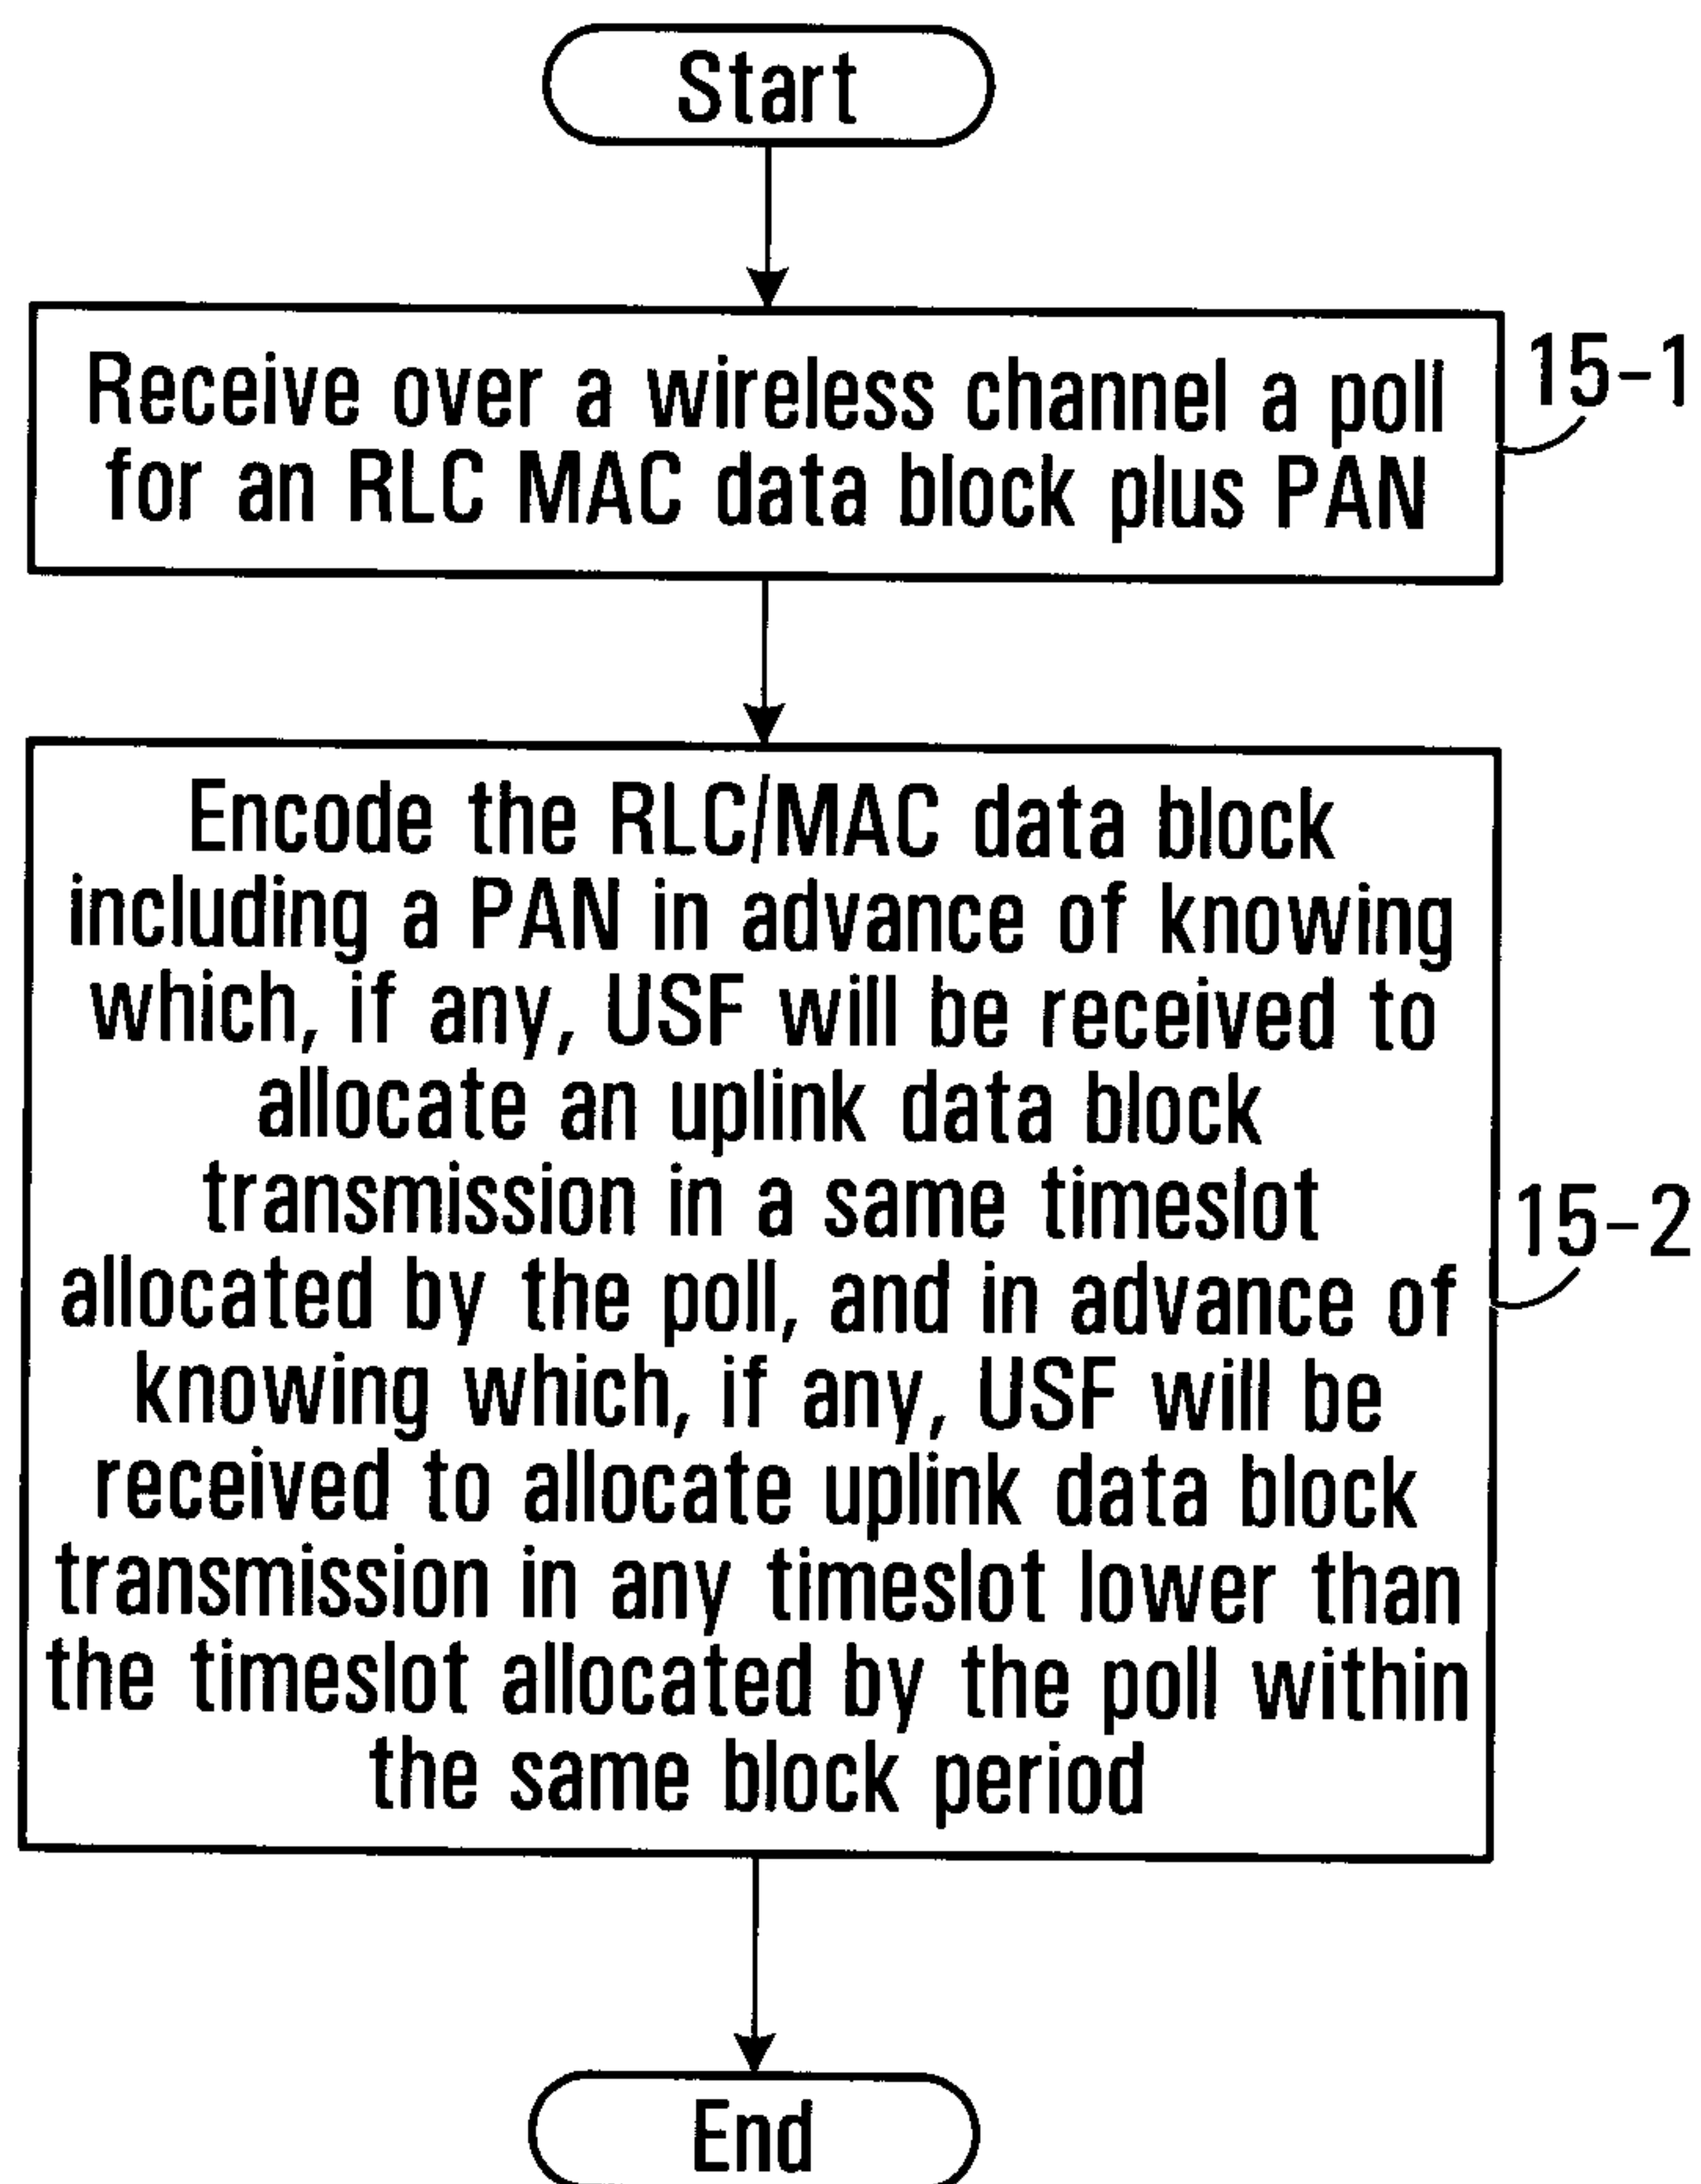 Start
Receive over a wireless channel a poll
for an RLC MAC data block plus PAN
15-1
Encode the RLC/MAC data block
including a PAN in advance of knowing
which, if any, USF will be received to
allocate an uplink data block
transmission in a same timeslot
allocated by the poll, and in advance of
knowing which, if any, USF will be
received to allocate uplink data block
transmission in any timeslot lower than
the timeslot allocated by the poll within
the same block period
15-2
End